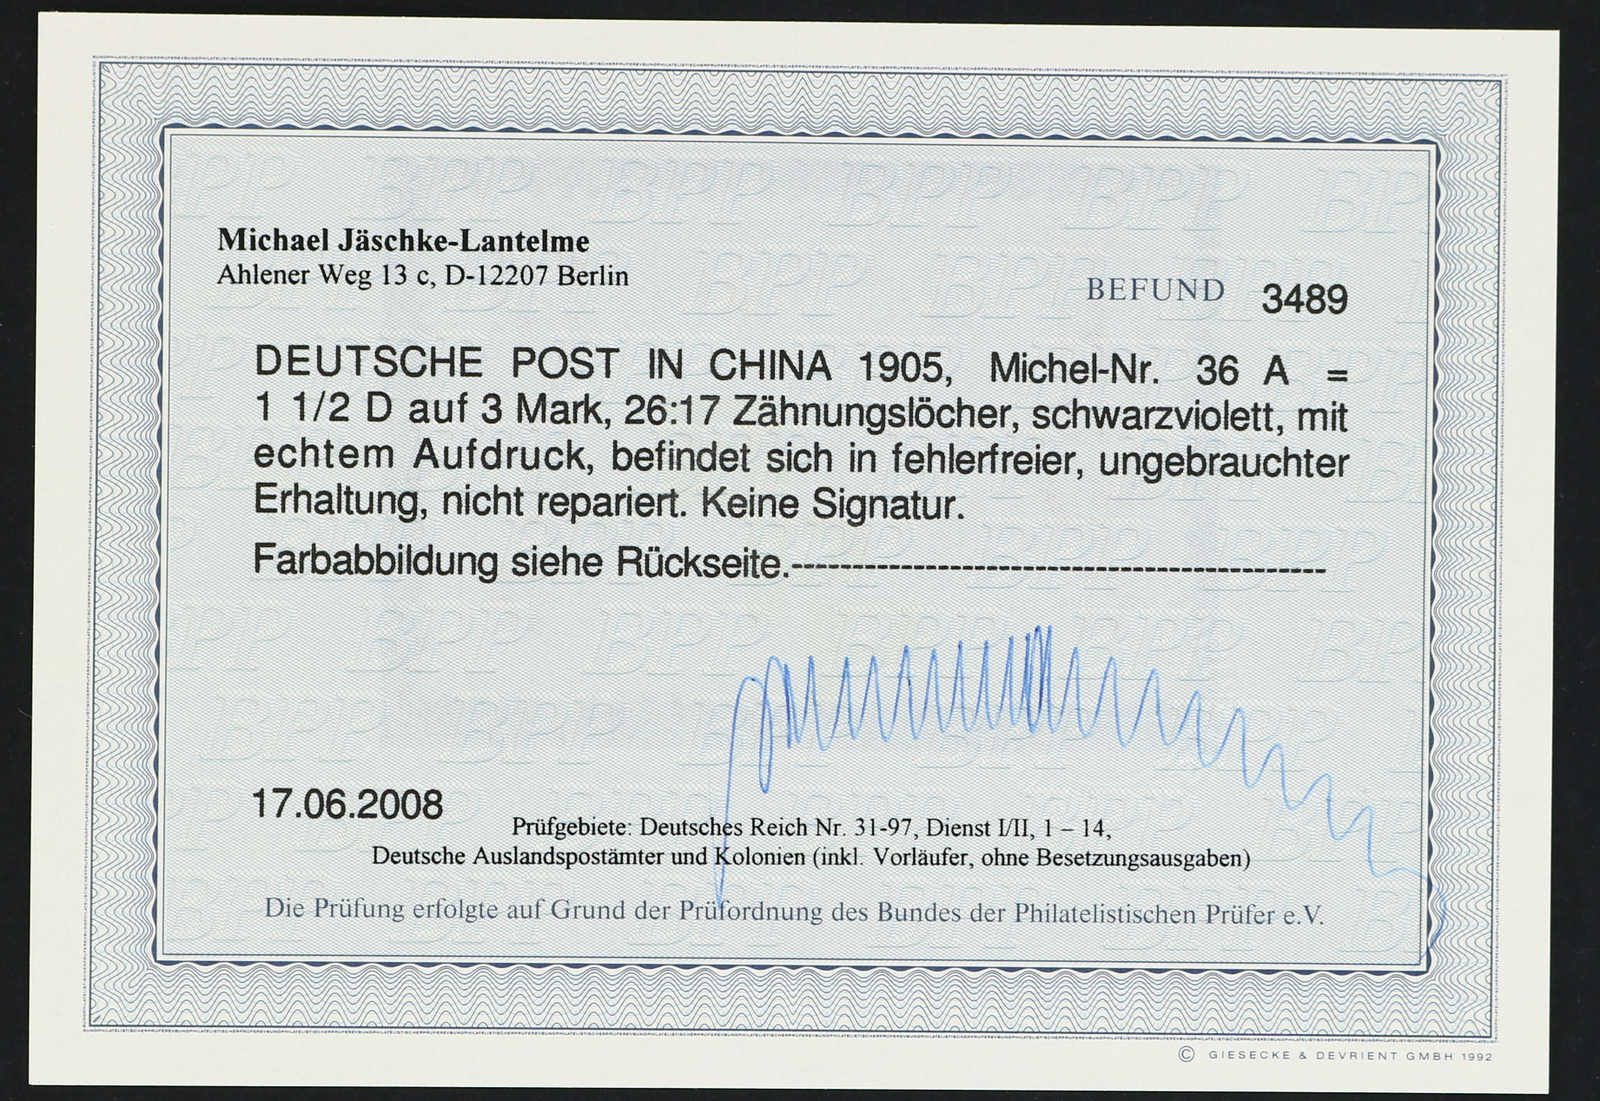 Michael Jäschke-Lantelme
Ahlener Weg 13 c, D-12207 Berlin
BEFUND 3489
DEUTSCHE POST IN CHINA 1905, Michel-Nr. 36 A =
1 1/2 D auf 3 Mark, 26:17 Zähnungslöcher, schwarzviolett, mit
echtem Aufdruck, befindet sich in fehlerfreier, ungebrauchter
Erhaltung, nicht repariert. Keine Signatur.
Farbabbildung siehe Rückseite.--------------------------------------------
17.06.2008
Prüfgebiete: Deutsches Reich Nr. 31-97, Dienst I/II, 1 – 14,
Deutsche Auslandspostämter und Kolonien (inkl. Vorläufer, ohne Besetzungsausgaben)
Die Prüfung erfolgte auf Grund der Prüfordnung des Bundes der Philatelistischen Prüfer e.V.
© GIESECKE & DEVRIENT GMBH 1992